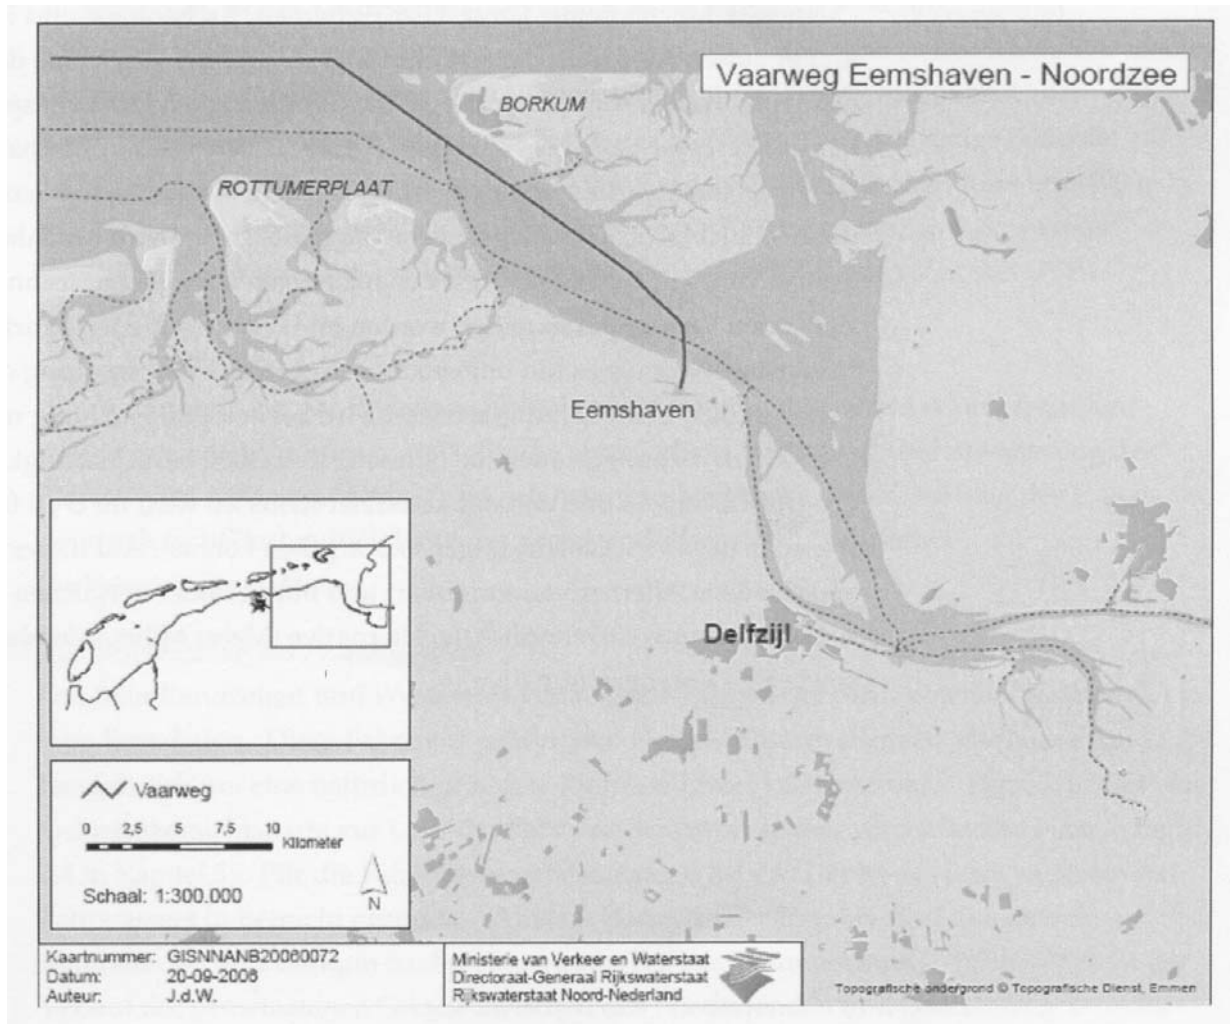 Vaarweg Eemshaven - Noordzee
BORKUM
ROTTUMERPLAAT
Eemshaven
Delfzijl
Vaarweg
0 2,5 5 7,5 10
Kilometer
Schaal: 1:300.000
N
Kaartnummer: GISNNANB20060072
Datum: 20-09-2006
Auteur: J.d.W.
Ministerie van Verkeer en Waterstaat
Directoraat-Generaal Rijkswaterstaat
Rijkswaterstaat Noord-Nederland
Topografische ondergrond © Topografische Dienst, Emmen